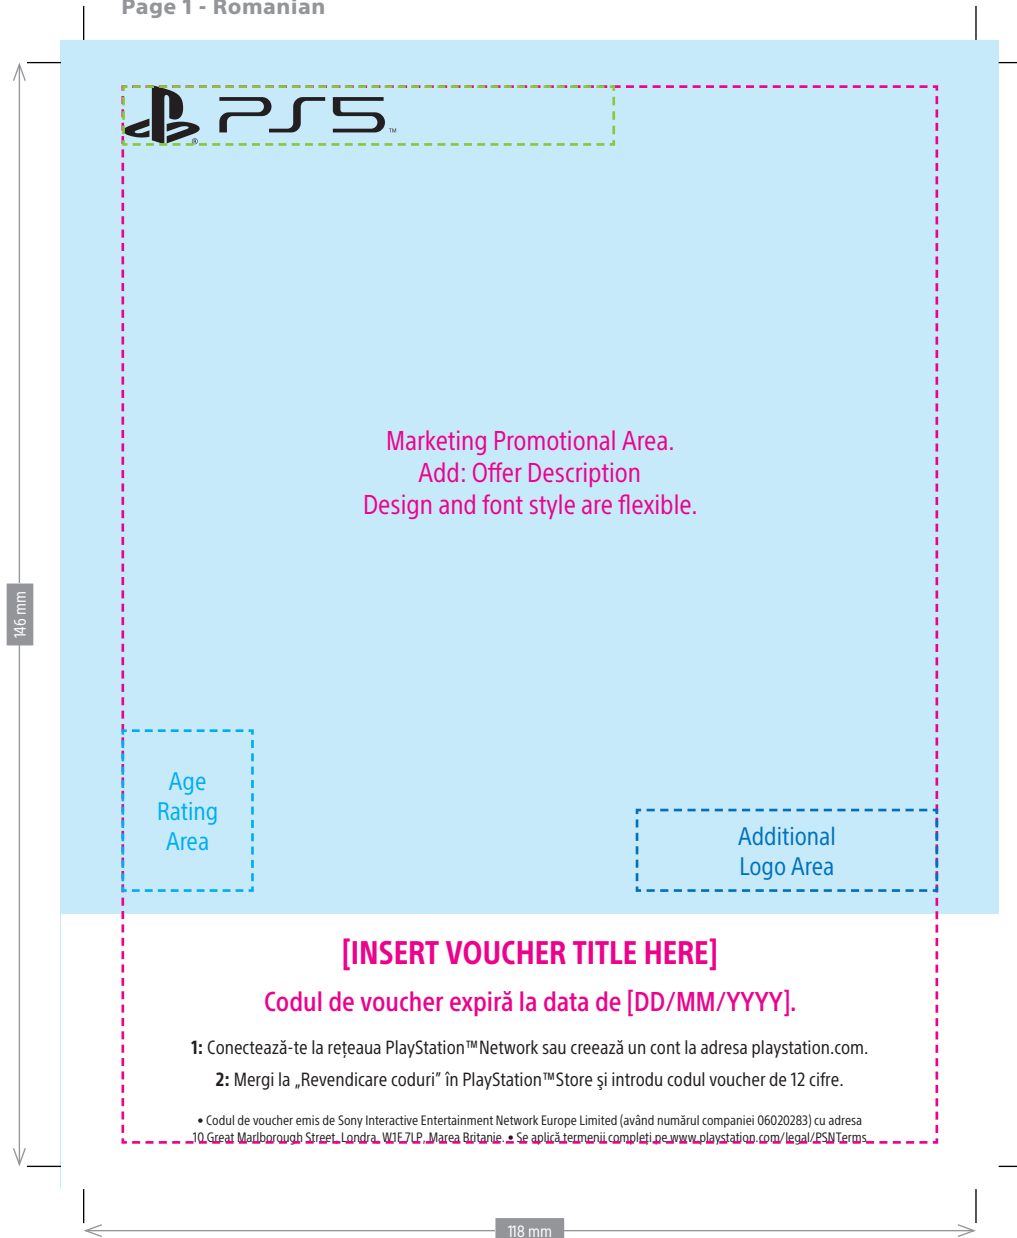 Page 1 - Romanian
PS5™
®
Marketing Promotional Area.
Add: Offer Description
Design and font style are flexible.
146 mm
Age
Rating
Area
Additional
Logo Area
[INSERT VOUCHER TITLE HERE]
Codul de voucher expiră la data de [DD/MM/YYYY].
1: Conectează-te la rețeaua PlayStation™Network sau creează un cont la adresa playstation.com.
2: Mergi la „Revendicare coduri” în PlayStation™Store și introdu codul voucher de 12 cifre.
• Codul de voucher emis de Sony Interactive Entertainment Network Europe Limited (având numărul companiei 06020283) cu adresa
10 Great Marlborough Street, Londra, W1F 7LP, Marea Britanie. • Se aplică termenii compleți pe www.playstation.com/legal/PSNTerms
118 mm